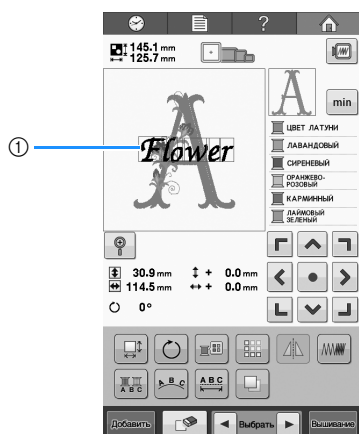 ?
145.1 mm
125.7 mm
A
min
ЦВЕТ ЛАТУНИ
ЛАВАНДОВЫЙ
СИРЕНЕВЫЙ
ОРАНЖЕВО-
РОЗОВЫЙ
КАРМИННЫЙ
ЛАЙМОВЫЙ
ЗЕЛЕНЫЙ
1
A
Flower
30.9 mm + 0.0 mm
114.5 mm + 0.0 mm
0°
A B C
A B C
A B C
Добавить
Выбрать
Вышивание